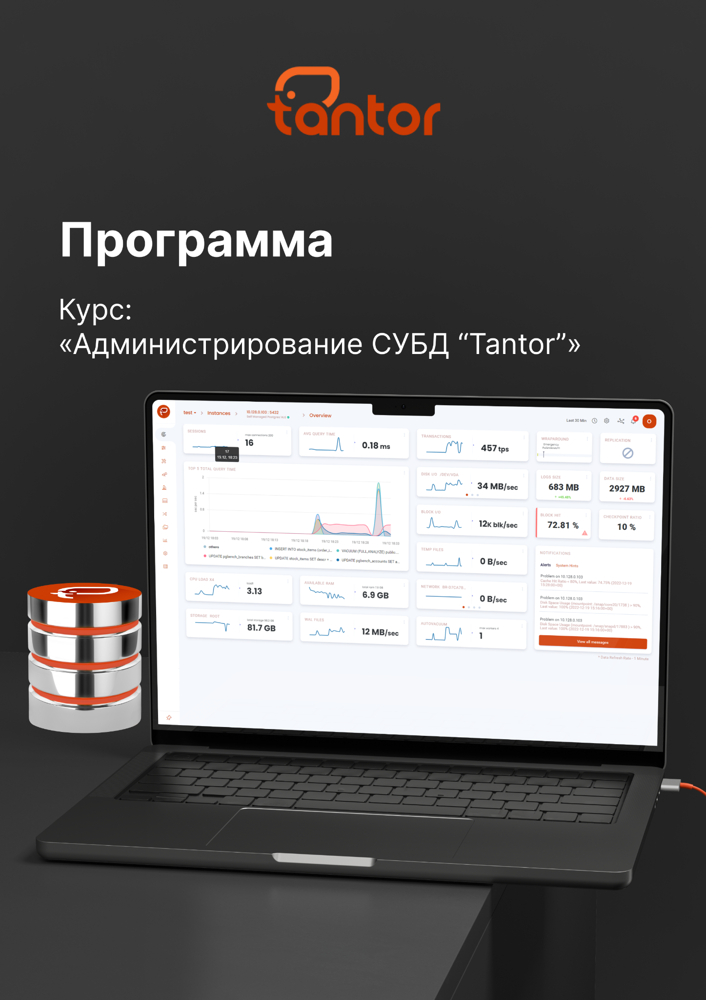 tantor
Программа
Курс:
«Администрирование СУБД “Tantor”»
test
Instances
10.128.0.103 : 5432
Self Managed Postgres 14.6
Overview
Last 30 Min
6
O
SESSIONS
max connections 200
16
17
19.12, 18:23
AVG QUERY TIME
0.18 ms
TRANSACTIONS
457 tps
WRAPAROUND
Emergency
Autovacuum
REPLICATION
TOP 5 TOTAL QUERY TIME
2
1.4
0.8
0
sec per sec
19/12 18:03
19/12 18:08
19/12 18:13
19/12 18:18
19/12 18:23
19/12 18:28
19/12 18:33
others
INSERT INTO stock_items (order_i...
VACUUM (FULL,ANALYZE) public...
UPDATE pgbench_branches SET b...
UPDATE stock_items SET descr = ...
UPDATE pgbench_accounts SET a...
DISK I/O /DEV/VDA
34 MB/sec
LOGS SIZE
683 MB
+45.48%
DATA SIZE
2927 MB
-6.63%
BLOCK I/O
12K blk/sec
BLOCK HIT
72.81 %
CHECKPOINT RATIO
10 %
TEMP FILES
0 B/sec
NOTIFICATIONS
Alerts
System Hints
Problem on 10.128.0.103
Cache Hit Ratio < 80%, Last value: 74.75% (2022-12-19
15:28:00+00)
Problem on 10.128.0.103
Disk Space Usage (mountpoint: /snap/core20/1738 ) > 90%,
Last value: 100% (2022-12-19 15:16:00+00)
Problem on 10.128.0.103
Disk Space Usage (mountpoint: /snap/snapd/17883 ) > 90%,
Last value: 100% (2022-12-19 15:16:00+00)
View all messages
* Data Refresh Rate - 1 Minute
CPU LOAD X4
load1
3.13
AVAILABLE RAM
total ram 7.8 GB
6.9 GB
NETWORK BR-D7CA7B...
0 B/sec
STORAGE ROOT
total storage 98.3 GB
81.7 GB
WAL FILES
12 MB/sec
AUTOVACUUM
max workers 4
1